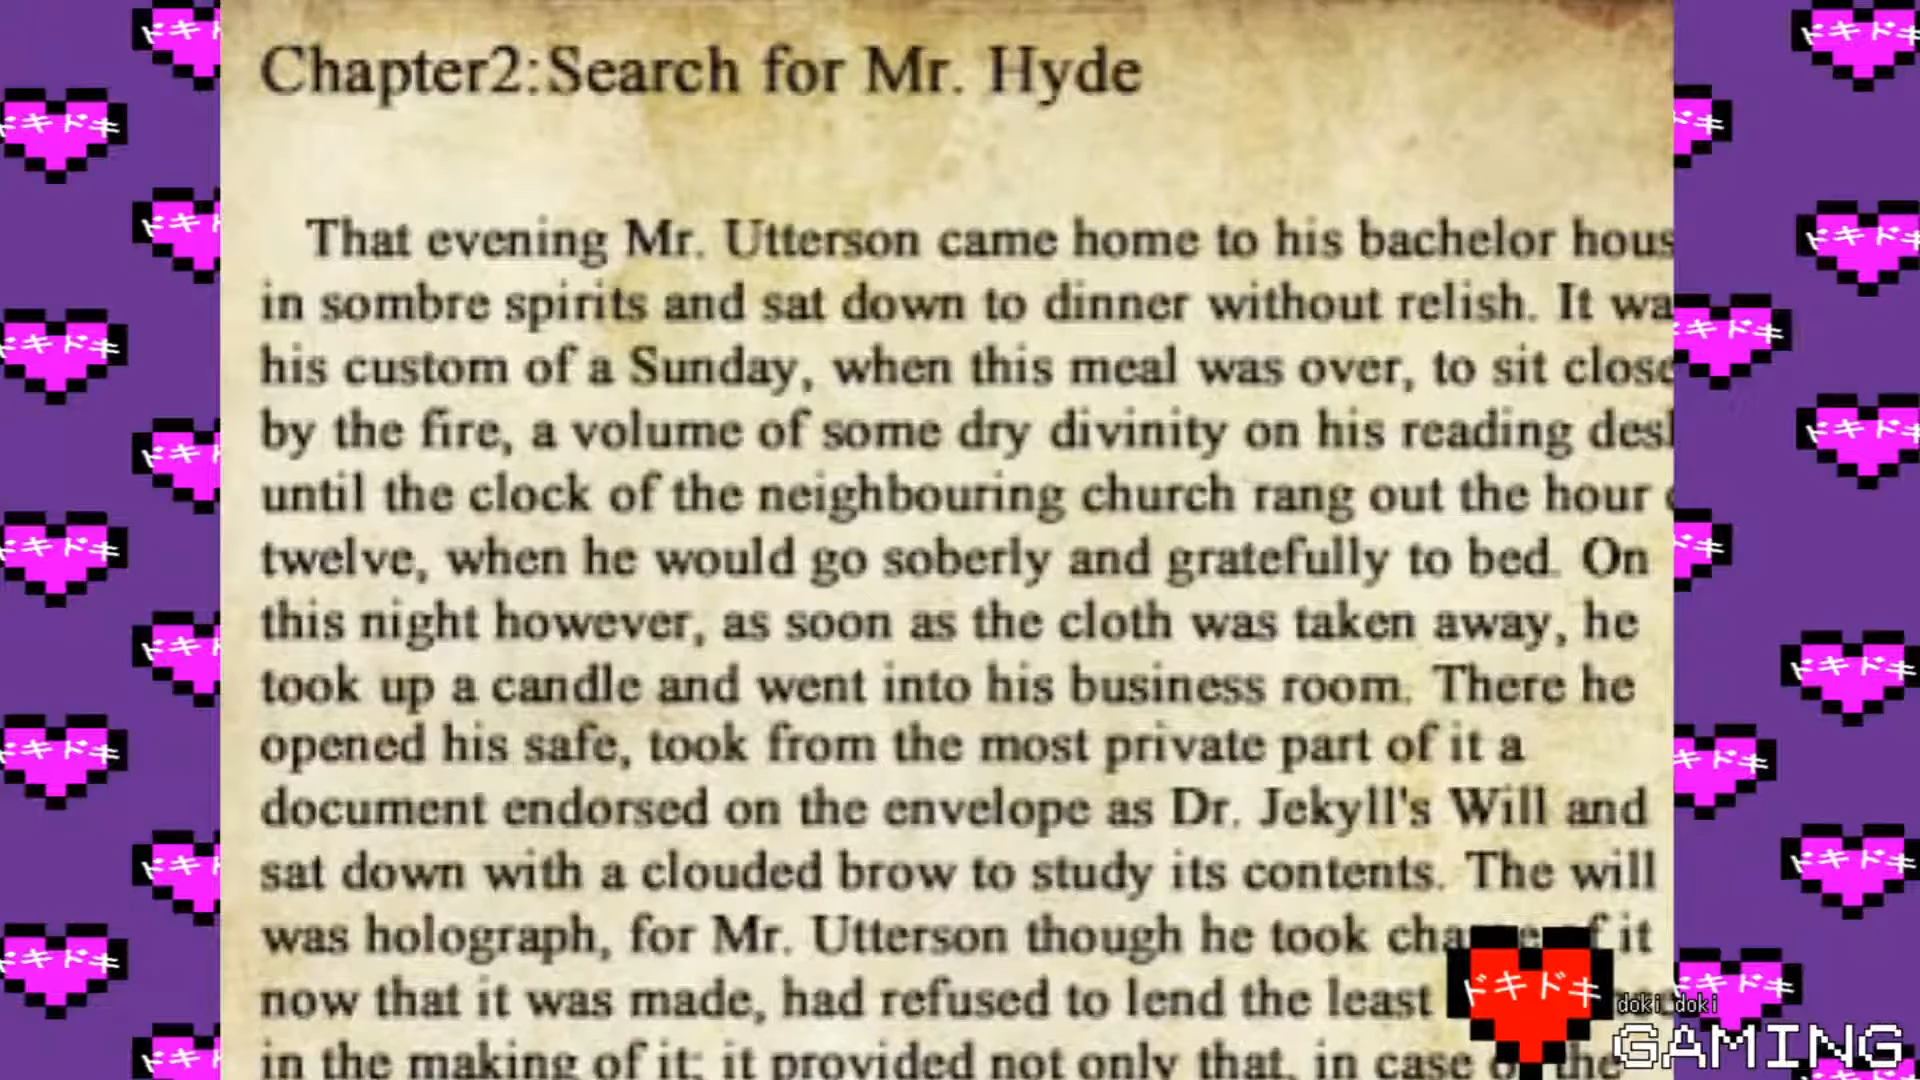 Chapter2:Search for Mr. Hyde
That evening Mr. Utterson came home to his bachelor hous
in sombre spirits and sat down to dinner without relish. It wa
his custom of a Sunday, when this meal was over, to sit close
by the fire, a volume of some dry divinity on his reading des
until the clock of the neighbouring church rang out the hour
twelve, when he would go soberly and gratefully to bed. On
this night however, as soon as the cloth was taken away, he
took up a candle and went into his business room. There he
opened his safe, took from the most private part of it a
document endorsed on the envelope as Dr. Jekyll's Will and
sat down with a clouded brow to study its contents. The will
was holograph, for Mr. Utterson though he took it
now that it was made, had refused to lend the least
in the making of it; it provided not only that, in case the
ドキドキ
doki doki
GAMING